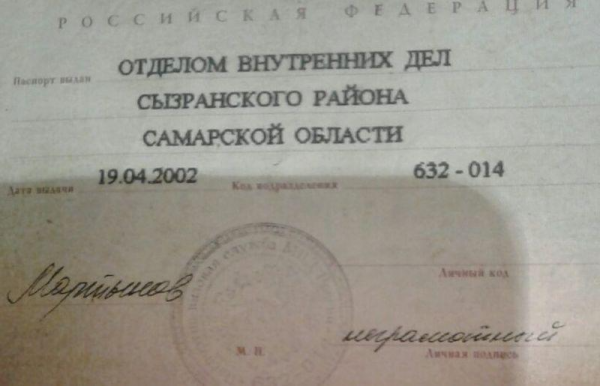 РОССИЙСКАЯ ФЕДЕРАЦИЯ
Паспорт выдан ОТДЕЛОМ ВНУТРЕННИХ ДЕЛ
СЫЗРАНСКОГО РАЙОНА
САМАРСКОЙ ОБЛАСТИ
Дата выдачи 19.04.2002 Код подразделения 632-014
Личный код
Мартынов
неграмотный
М. П. Личная подпись